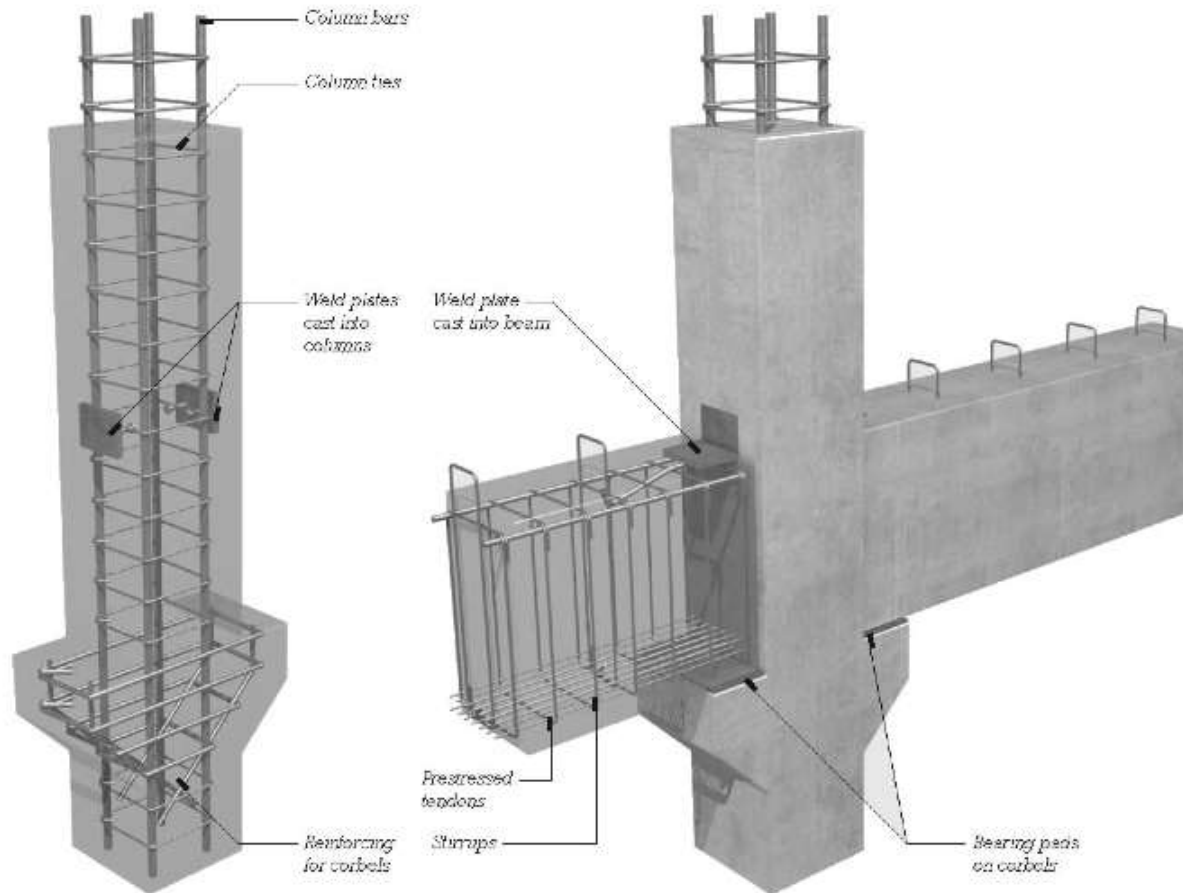 Column bars
Column ties
Weld plates
cast into
columns
Weld plate
cast into beam
Prestressed
tendons
Reinforcing
for corbels
Stirrups
Bearing pads
on corbels